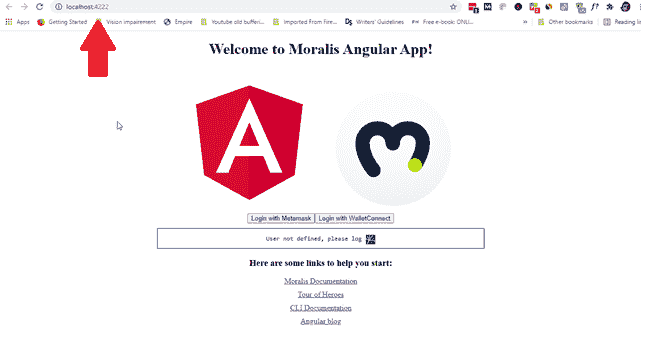 localhost:4222
Apps Getting Started Vision impairement Empire Youtube old bufferi... Imported From Fire... Writers' Guidelines Free e-book: ONLI... » Other bookmarks Reading li
Welcome to Moralis Angular App!
A m
Login with Metamask Login with WalletConnect
User not defined, please log
Here are some links to help you start:
Moralis Documentation
Tour of Heroes
CLI Documentation
Angular blog